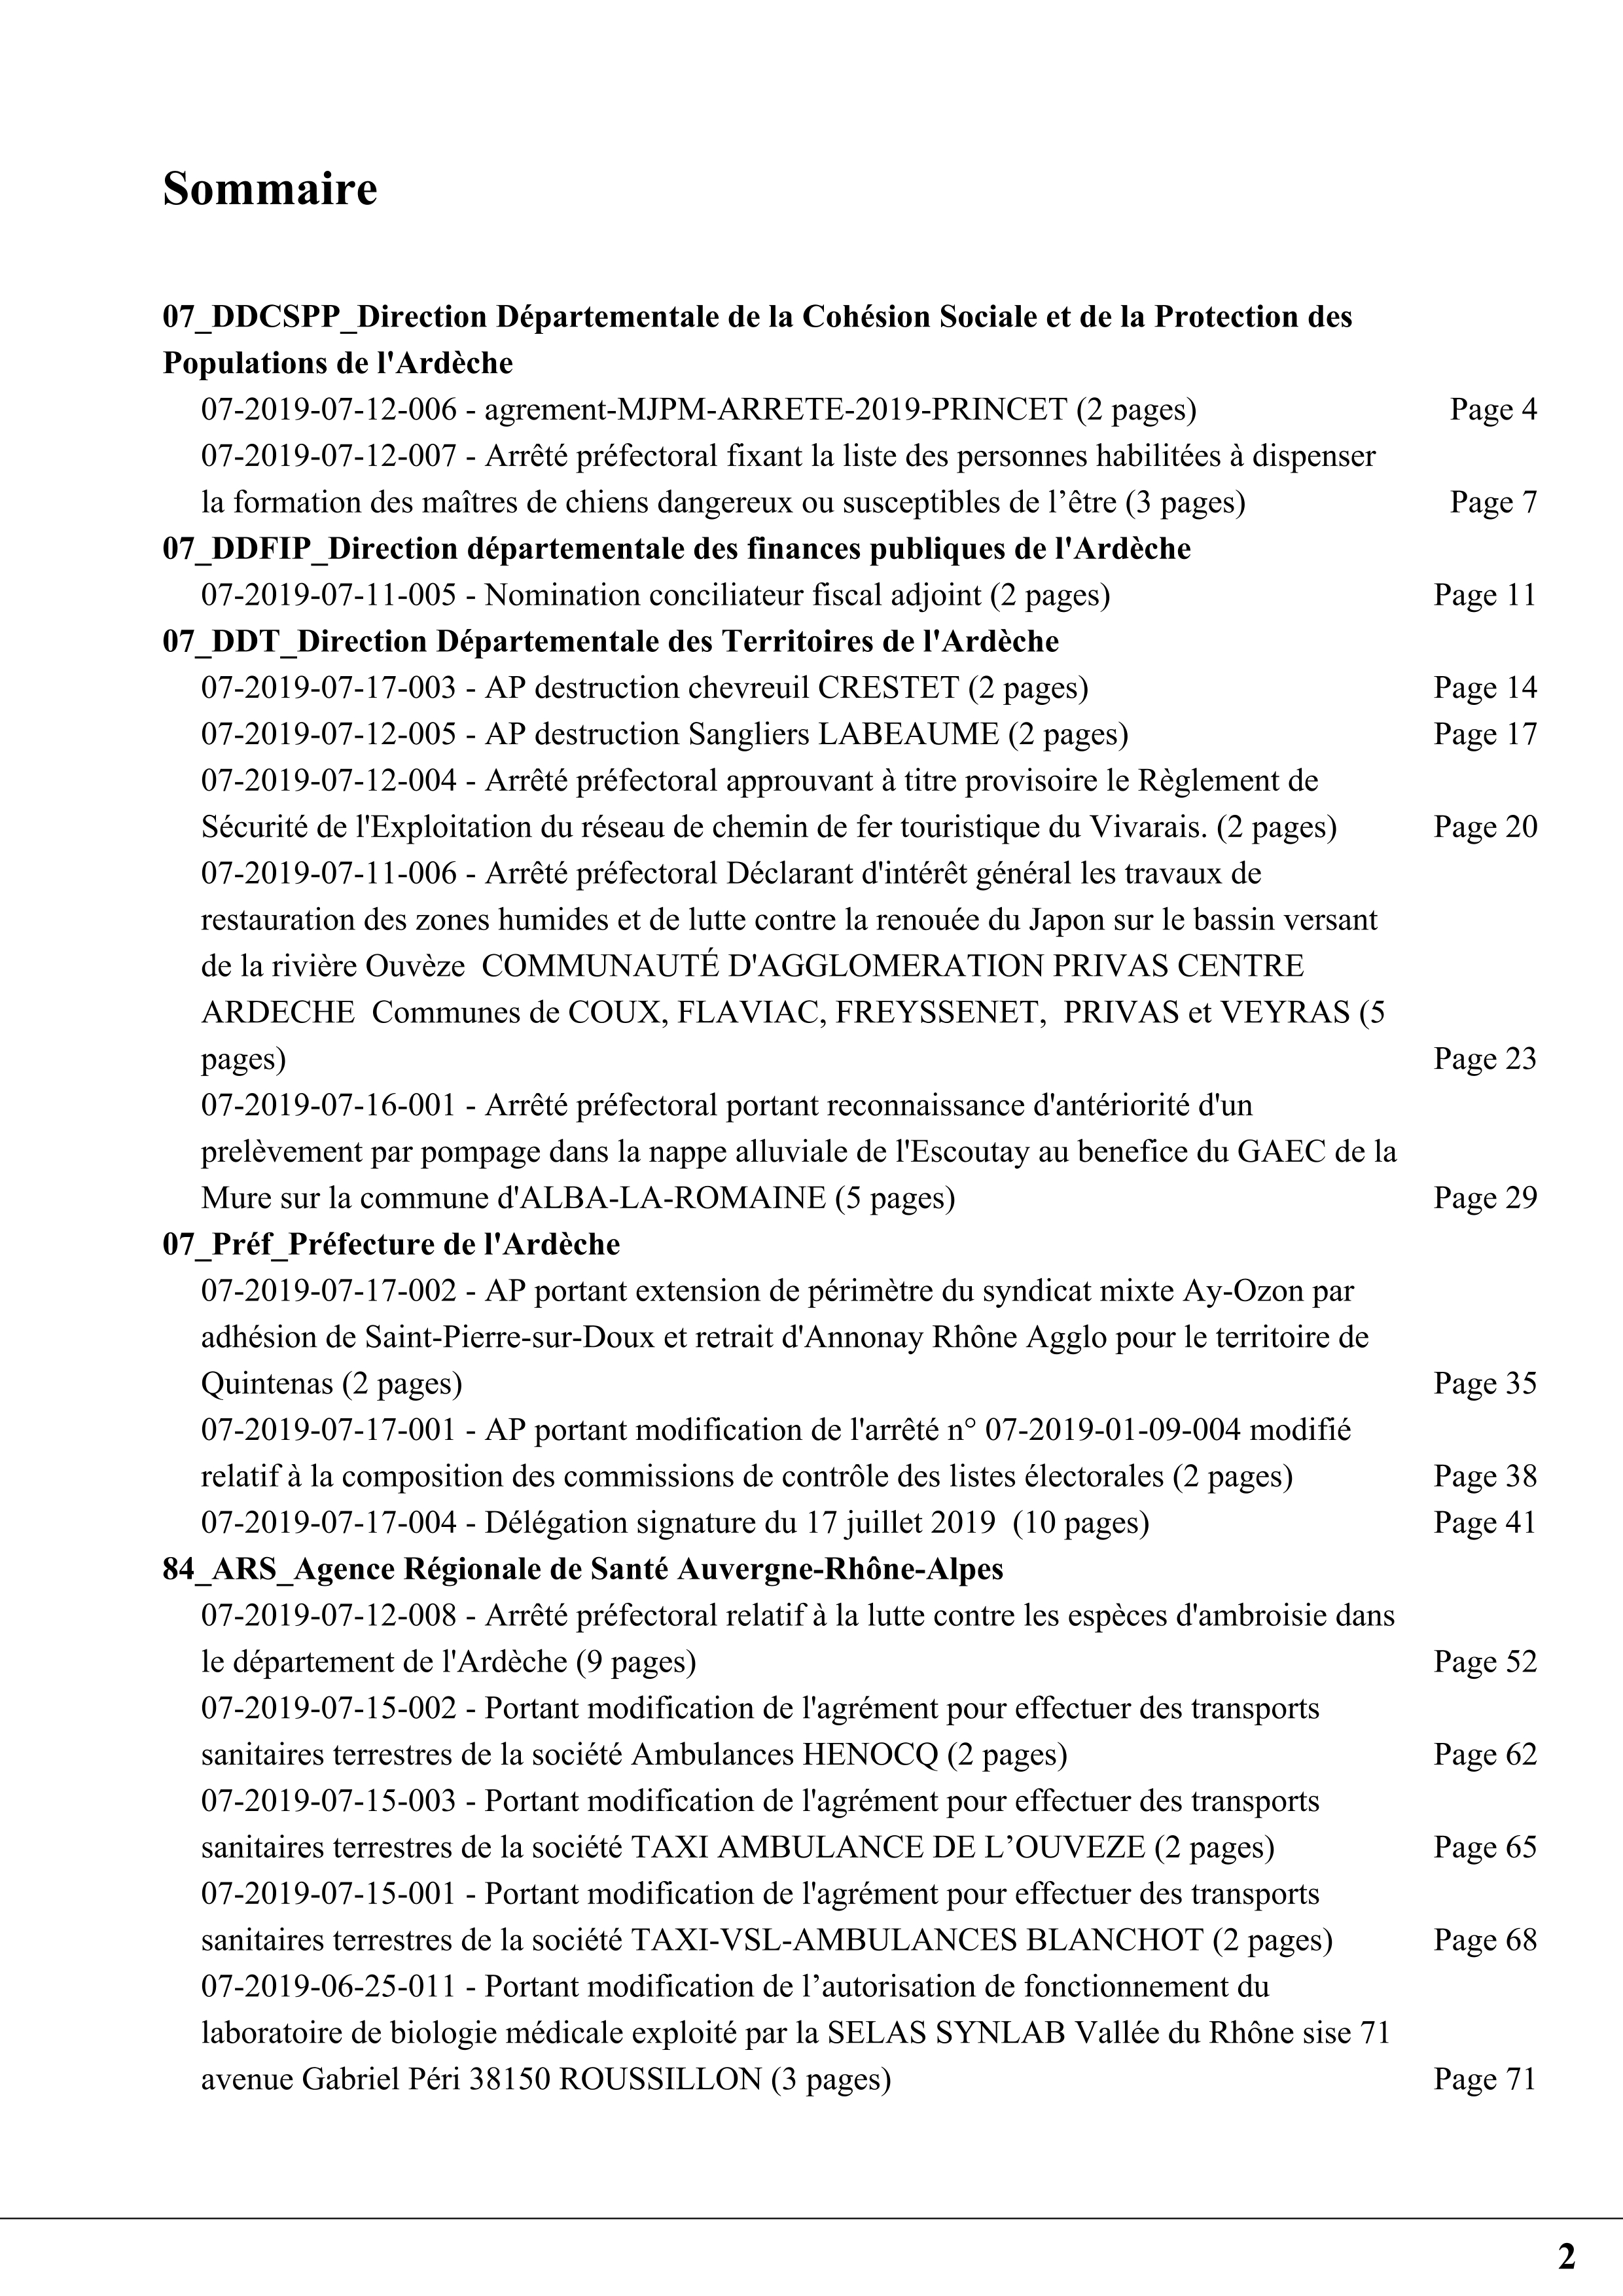 Sommaire
07_DDCSPP_Direction Départementale de la Cohésion Sociale et de la Protection des
Populations de l'Ardèche
07-2019-07-12-006 - agrement-MJPM-ARRETE-2019-PRINCET (2 pages) Page 4
07-2019-07-12-007 - Arrêté préfectoral fixant la liste des personnes habilitées à dispenser
la formation des maîtres de chiens dangereux ou susceptibles de l’être (3 pages) Page 7
07_DDFIP_Direction départementale des finances publiques de l'Ardèche
07-2019-07-11-005 - Nomination conciliateur fiscal adjoint (2 pages) Page 11
07_DDT_Direction Départementale des Territoires de l'Ardèche
07-2019-07-17-003 - AP destruction chevreuil CRESTET (2 pages) Page 14
07-2019-07-12-005 - AP destruction Sangliers LABEAUME (2 pages) Page 17
07-2019-07-12-004 - Arrêté préfectoral approuvant à titre provisoire le Règlement de
Sécurité de l'Exploitation du réseau de chemin de fer touristique du Vivarais. (2 pages) Page 20
07-2019-07-11-006 - Arrêté préfectoral Déclarant d'intérêt général les travaux de
restauration des zones humides et de lutte contre la renouée du Japon sur le bassin versant
de la rivière Ouvèze  COMMUNAUTÉ D'AGGLOMERATION PRIVAS CENTRE
ARDECHE  Communes de COUX, FLAVIAC, FREYSSENET,  PRIVAS et VEYRAS (5
pages) Page 23
07-2019-07-16-001 - Arrêté préfectoral portant reconnaissance d'antériorité d'un
prelèvement par pompage dans la nappe alluviale de l'Escoutay au benefice du GAEC de la
Mure sur la commune d'ALBA-LA-ROMAINE (5 pages) Page 29
07_Préf_Préfecture de l'Ardèche
07-2019-07-17-002 - AP portant extension de périmètre du syndicat mixte Ay-Ozon par
adhésion de Saint-Pierre-sur-Doux et retrait d'Annonay Rhône Agglo pour le territoire de
Quintenas (2 pages) Page 35
07-2019-07-17-001 - AP portant modification de l'arrêté n° 07-2019-01-09-004 modifié
relatif à la composition des commissions de contrôle des listes électorales (2 pages) Page 38
07-2019-07-17-004 - Délégation signature du 17 juillet 2019  (10 pages) Page 41
84_ARS_Agence Régionale de Santé Auvergne-Rhône-Alpes
07-2019-07-12-008 - Arrêté préfectoral relatif à la lutte contre les espèces d'ambroisie dans
le département de l'Ardèche (9 pages) Page 52
07-2019-07-15-002 - Portant modification de l'agrément pour effectuer des transports
sanitaires terrestres de la société Ambulances HENOCQ (2 pages) Page 62
07-2019-07-15-003 - Portant modification de l'agrément pour effectuer des transports
sanitaires terrestres de la société TAXI AMBULANCE DE L’OUVEZE (2 pages) Page 65
07-2019-07-15-001 - Portant modification de l'agrément pour effectuer des transports
sanitaires terrestres de la société TAXI-VSL-AMBULANCES BLANCHOT (2 pages) Page 68
07-2019-06-25-011 - Portant modification de l’autorisation de fonctionnement du
laboratoire de biologie médicale exploité par la SELAS SYNLAB Vallée du Rhône sise 71
avenue Gabriel Péri 38150 ROUSSILLON (3 pages) Page 71
2